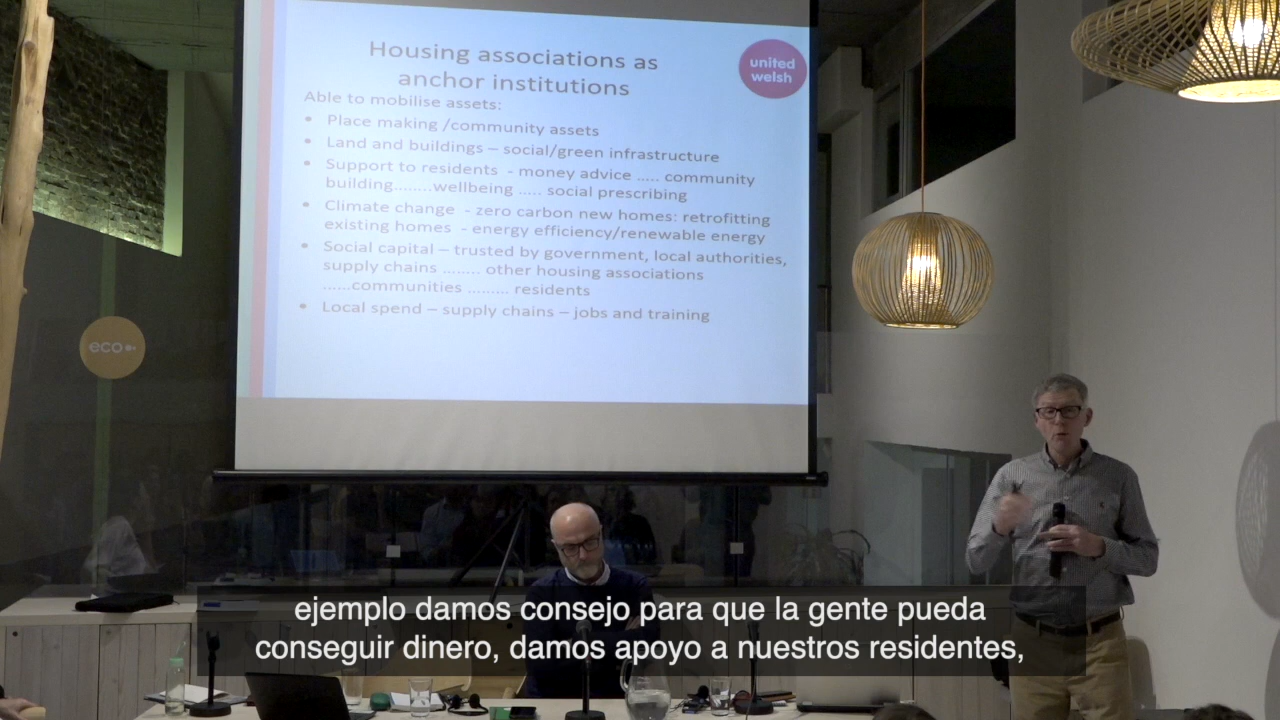 Housing associations as
anchor institutions
united
welsh
Able to mobilise assets:
• Place making /community assets
• Land and buildings – social/green infrastructure
• Support to residents - money advice ..... community
building........wellbeing ..... social prescribing
• Climate change - zero carbon new homes: retrofitting
existing homes - energy efficiency/renewable energy
• Social capital – trusted by government, local authorities,
supply chains ........ other housing associations
......communities ......... residents
• Local spend – supply chains – jobs and training
eco
ejemplo damos consejo para que la gente pueda
conseguir dinero, damos apoyo a nuestros residentes,